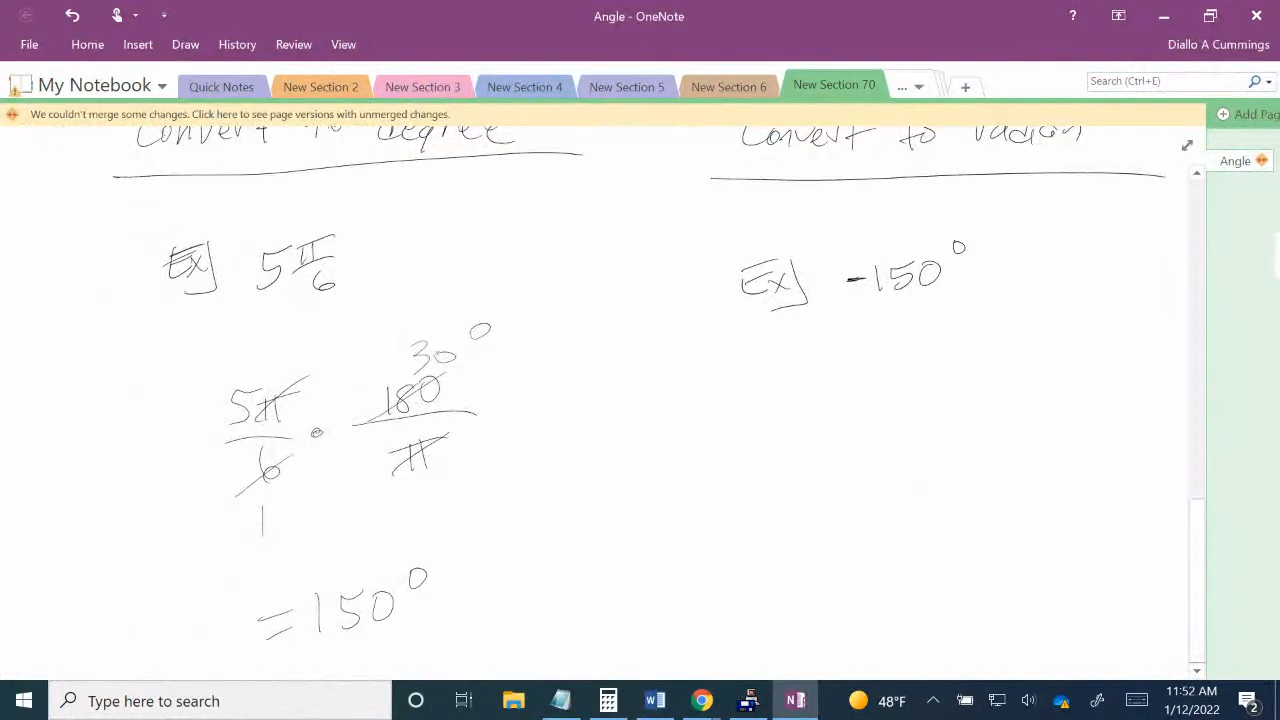 Angle - OneNote
?
File Home Insert Draw History Review View
Diallo A Cummings
My Notebook
Quick Notes
New Section 2
New Section 3
New Section 4
New Section 5
New Section 6
New Section 70
...
+
Search (Ctrl+E)
We couldn't merge some changes. Click here to see page versions with unmerged changes.
Add Pag
Angle
Convert to degree
Convert to radian
Ex] 5π/6
Ex] -150°
5π/6 · 180/π
30°
1
=150°
Type here to search
48°F
11:52 AM
1/12/2022
2